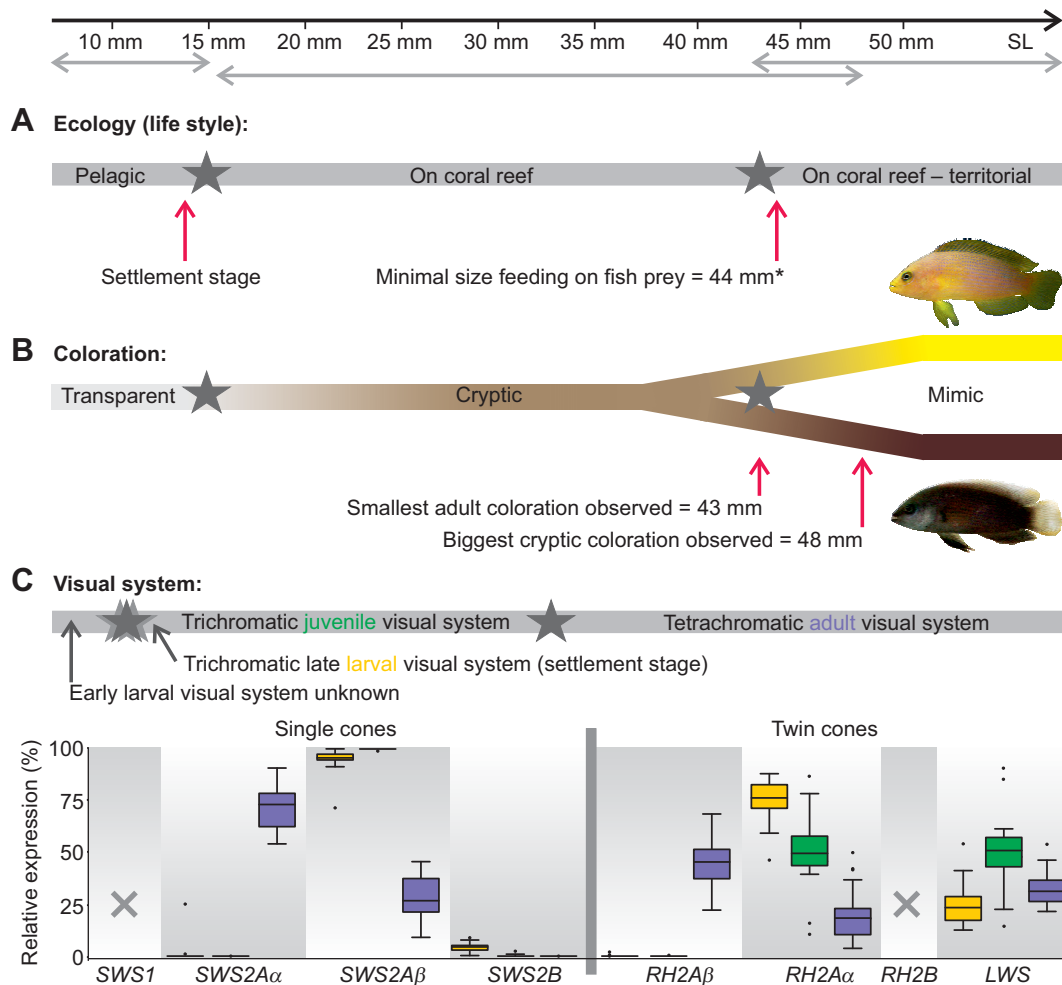 10 mm 15 mm 20 mm 25 mm 30 mm 35 mm 40 mm 45 mm 50 mm SL
A Ecology (life style):
Pelagic On coral reef On coral reef – territorial
Settlement stage Minimal size feeding on fish prey = 44 mm*
B Coloration:
Transparent Cryptic Mimic
Smallest adult coloration observed = 43 mm
Biggest cryptic coloration observed = 48 mm
C Visual system:
Trichromatic juvenile visual system Tetrachromatic adult visual system
Trichromatic late larval visual system (settlement stage)
Early larval visual system unknown
Single cones Twin cones
Relative expression (%)
100
75
50
25
0
SWS1 SWS2Aα SWS2Aβ SWS2B RH2Aβ RH2Aα RH2B LWS